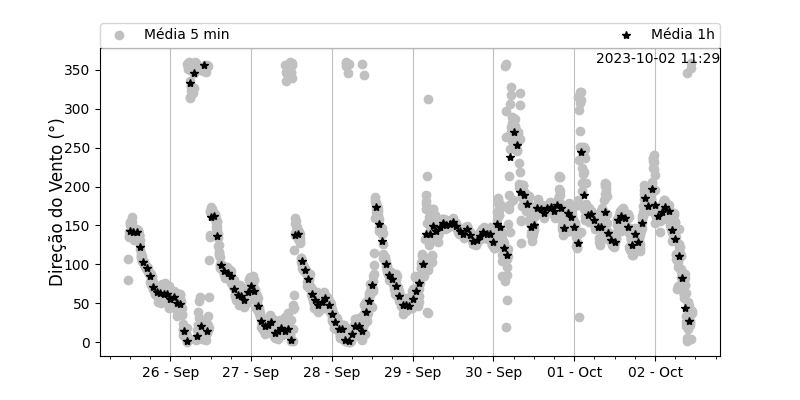 Média 5 min
Média 1h
2023-10-02 11:29
Direção do Vento (°)
350
300
250
200
150
100
50
0
26 - Sep
27 - Sep
28 - Sep
29 - Sep
30 - Sep
01 - Oct
02 - Oct